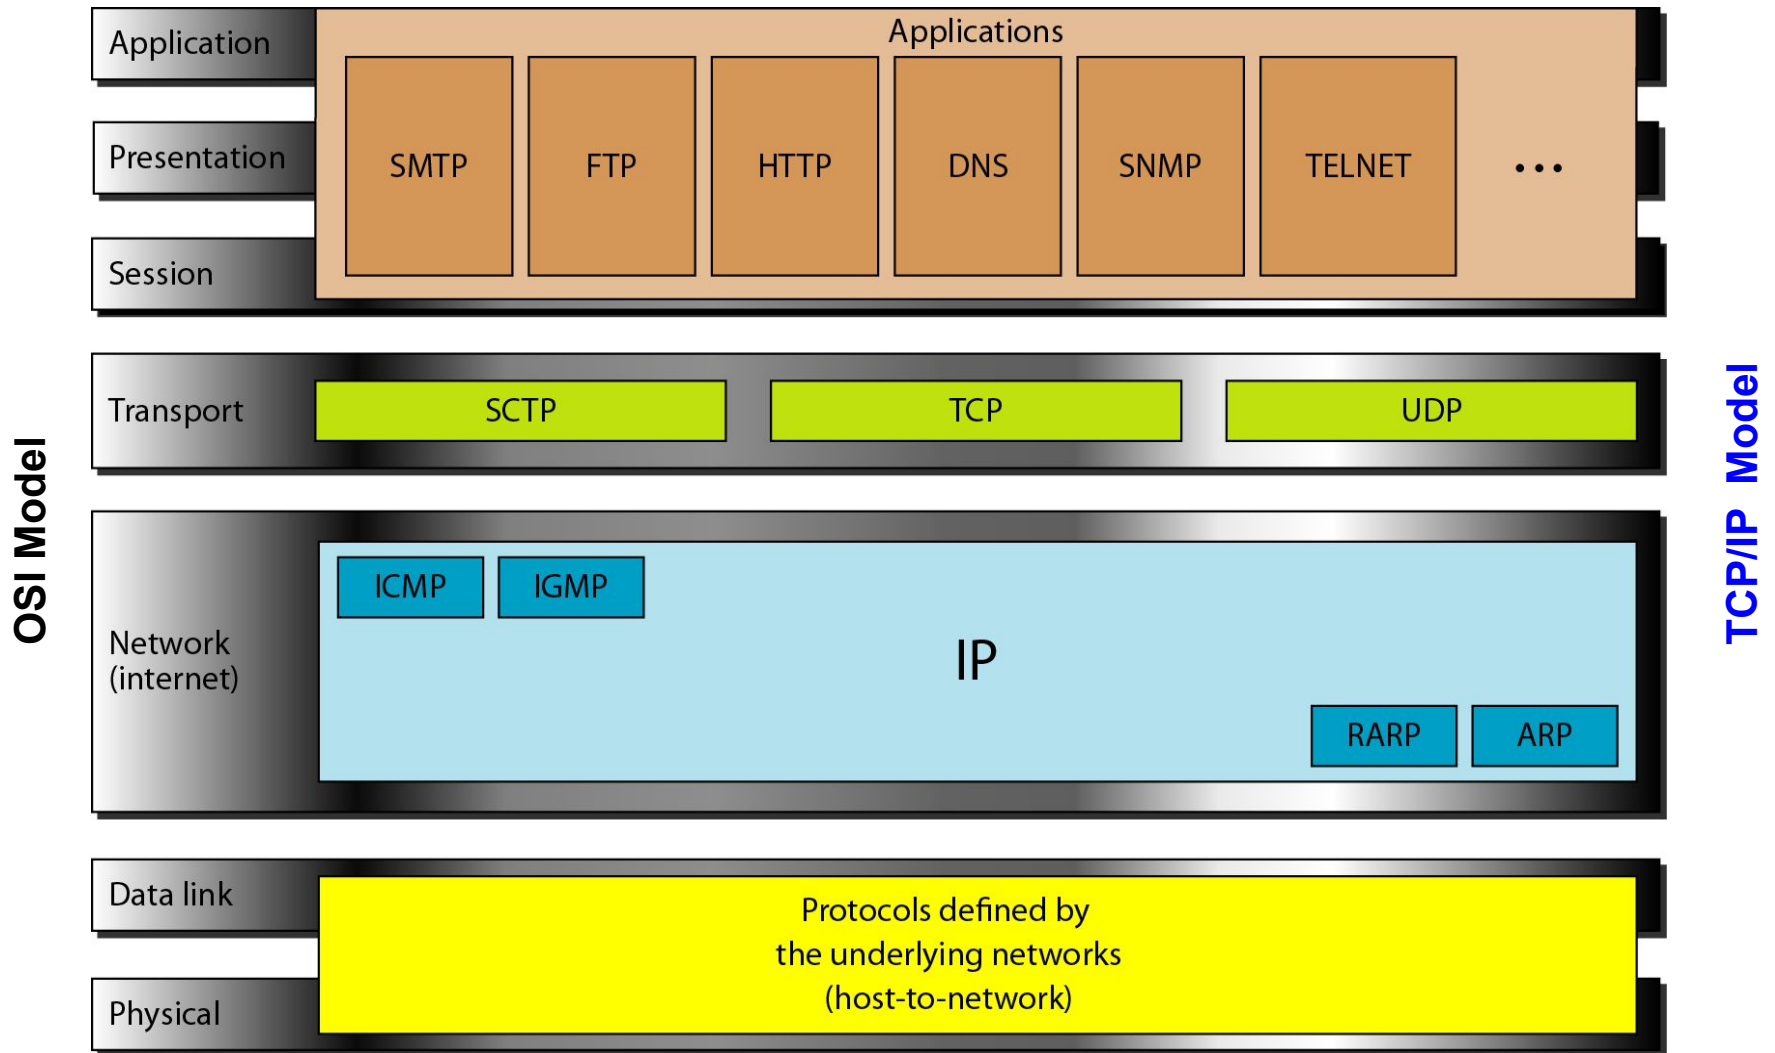 Application
Applications
Presentation
SMTP
FTP
HTTP
DNS
SNMP
TELNET
...
Session
Transport
SCTP
TCP
UDP
OSI Model
TCP/IP Model
Network
(internet)
ICMP
IGMP
IP
RARP
ARP
Data link
Physical
Protocols defined by
the underlying networks
(host-to-network)